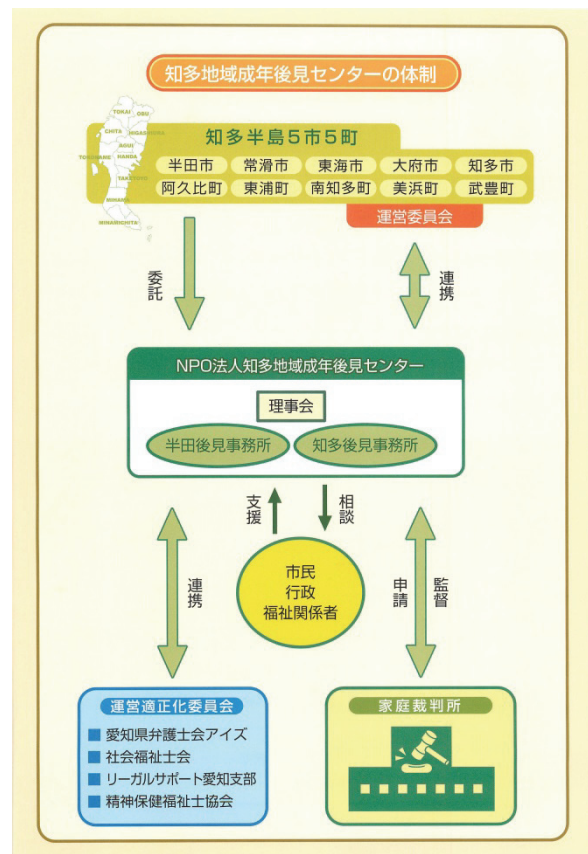 知多地域成年後見センターの体制
知多半島5市5町
TOKAI OBU
CHITA HIGASHIURA
AGUI
HANDA
MIHAMA
MINAMICHITA
半田市 常滑市 東海市 大府市 知多市
阿久比町 東浦町 南知多町 美浜町 武豊町
運営委員会
委託
連携
NPO法人知多地域成年後見センター
理事会
半田後見事務所 知多後見事務所
支援
相談
市民
行政
福祉関係者
連携
申請
監督
運営適正化委員会
■ 愛知県弁護士会アイズ
■ 社会福祉士会
■ リーガルサポート愛知支部
■ 精神保健福祉士協会
家庭裁判所